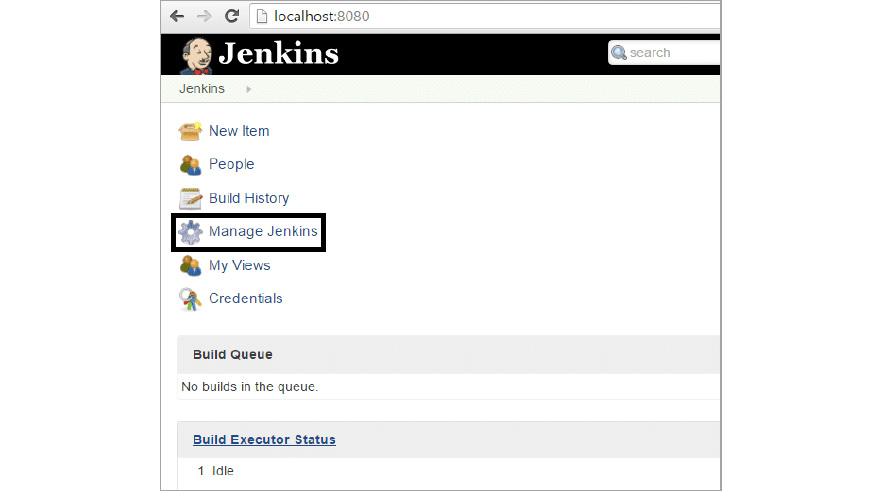 localhost:8080
Jenkins
search
Jenkins
New Item
People
Build History
Manage Jenkins
My Views
Credentials
Build Queue
No builds in the queue.
Build Executor Status
1 Idle